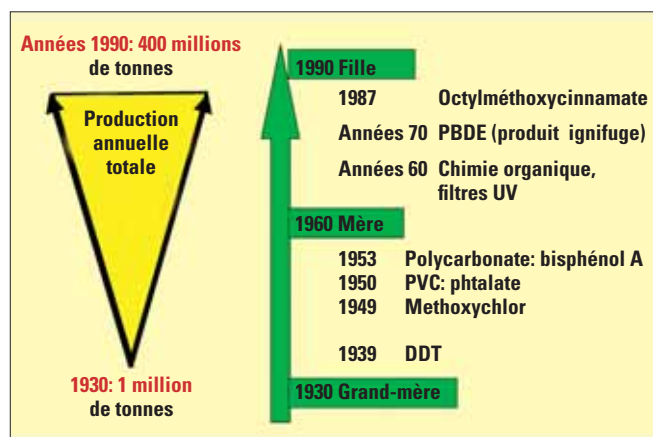 Années 1990: 400 millions
de tonnes
Production
annuelle
totale
1930: 1 million
de tonnes
1990 Fille
1987 Octylméthoxycinnamate
Années 70 PBDE (produit ignifuge)
Années 60 Chimie organique,
filtres UV
1960 Mère
1953 Polycarbonate: bisphénol A
1950 PVC: phtalate
1949 Methoxychlor
1939 DDT
1930 Grand-mère